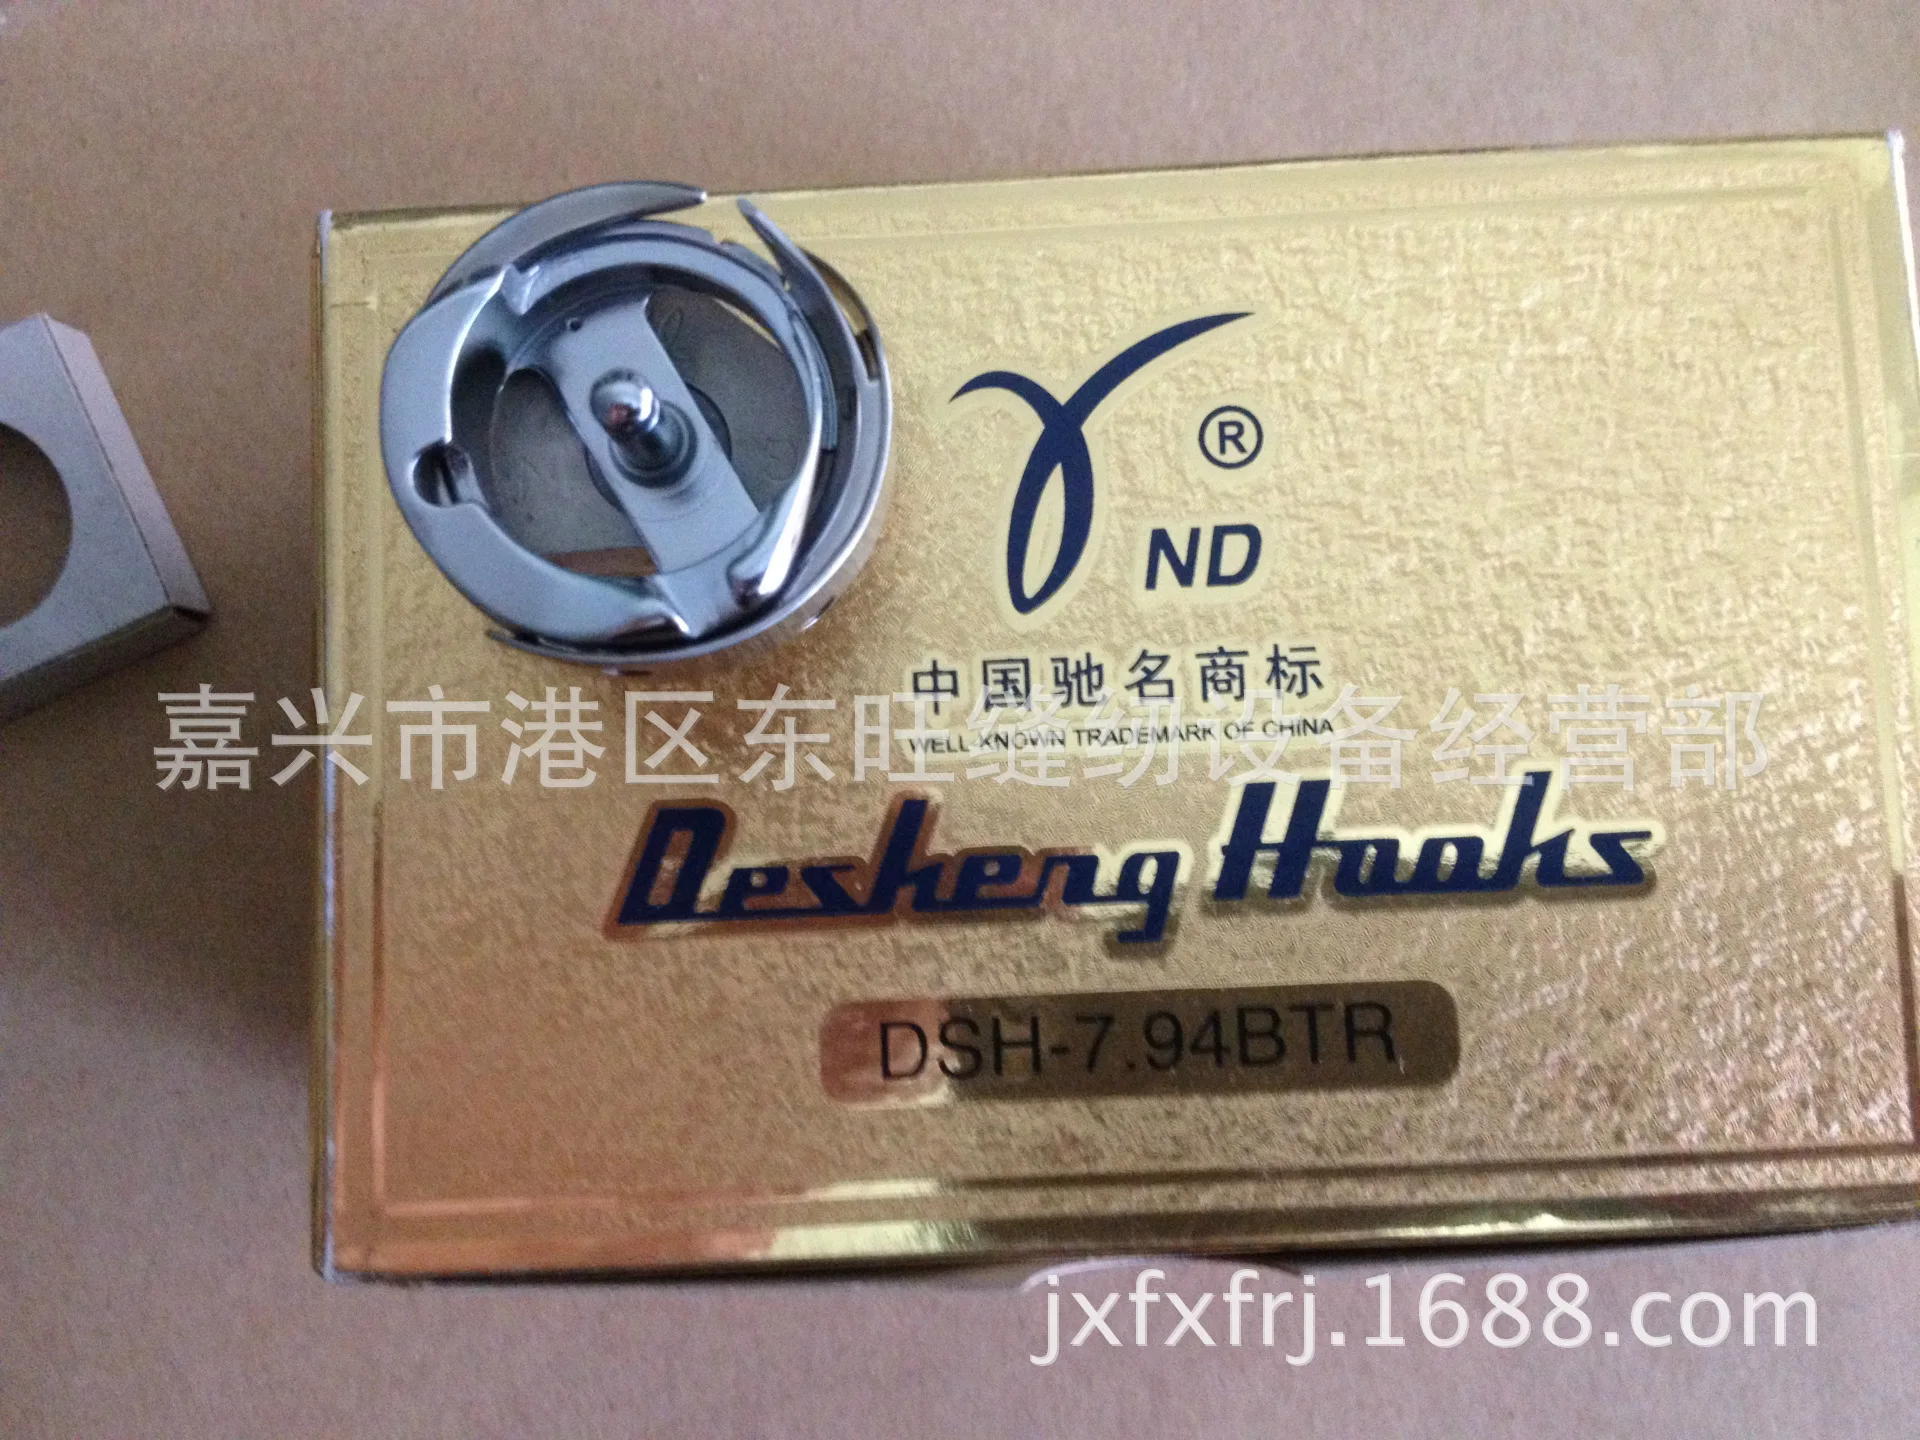 ®
ND
中国驰名商标
WELL-KNOWN TRADEMARK OF CHINA
嘉兴市港区东旺缝纫设备经营部
Desheng Hooks
DSH-7.94BTR
jxfxfrj.1688.com